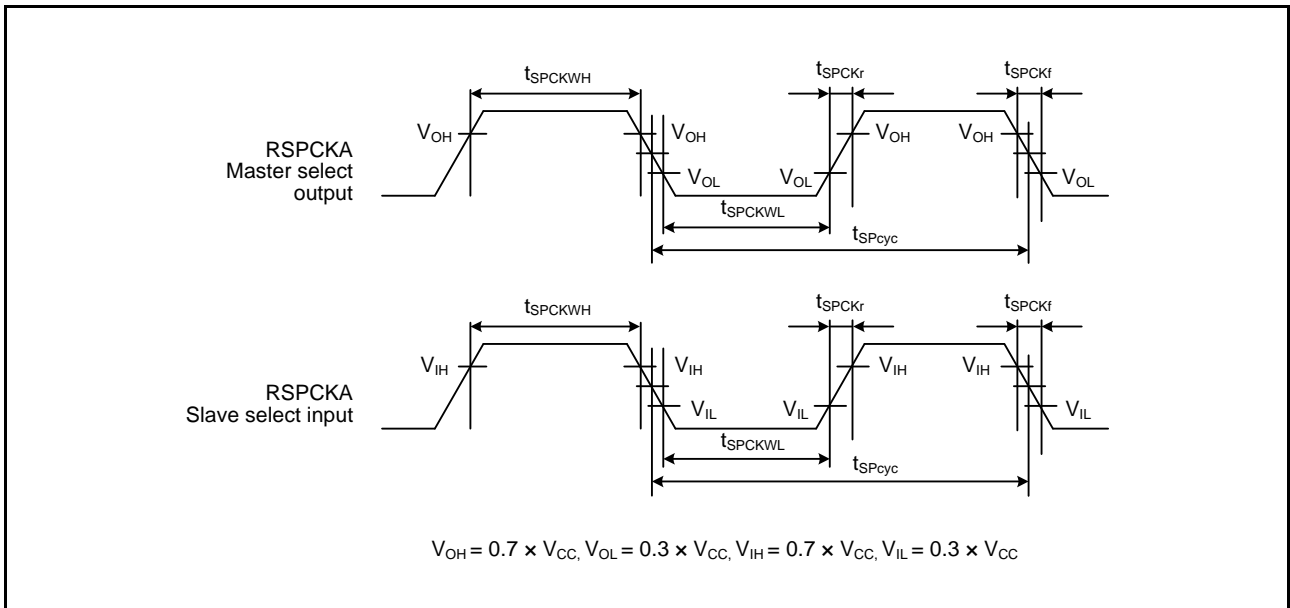 tSPCKWH tSPCKr tSPCKf
VOH VOH VOH VOH
RSPCKA
Master select
output
VOL VOL VOL
tSPCKWL
tSPcyc
tSPCKWH tSPCKr tSPCKf
VIH VIH VIH VIH
RSPCKA
Slave select input
VIL VIL VIL
tSPCKWL
tSPcyc
VOH = 0.7 × VCC, VOL = 0.3 × VCC, VIH = 0.7 × VCC, VIL = 0.3 × VCC